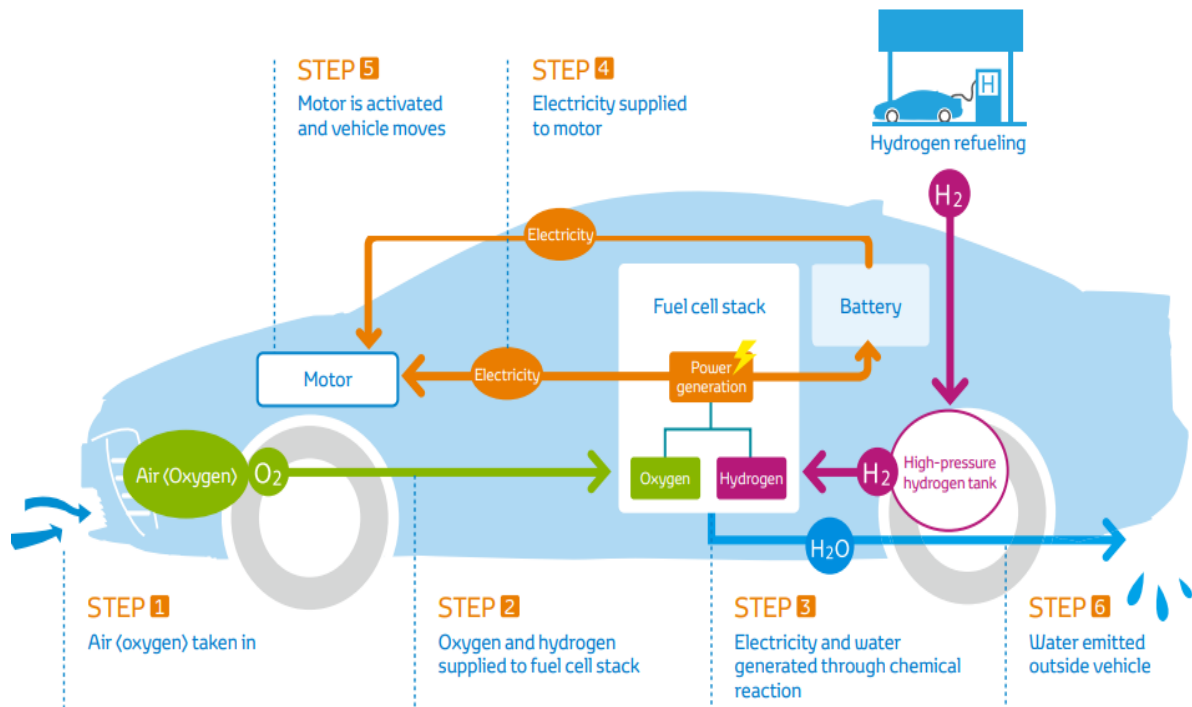 STEP 5
Motor is activated
and vehicle moves
STEP 4
Electricity supplied
to motor
H
Hydrogen refueling
H₂
Electricity
Fuel cell stack
Battery
Motor
Electricity
Power
generation
Air (Oxygen)
O₂
Oxygen
Hydrogen
H₂
High-pressure
hydrogen tank
H₂O
STEP 1
Air (oxygen) taken in
STEP 2
Oxygen and hydrogen
supplied to fuel cell stack
STEP 3
Electricity and water
generated through chemical
reaction
STEP 6
Water emitted
outside vehicle